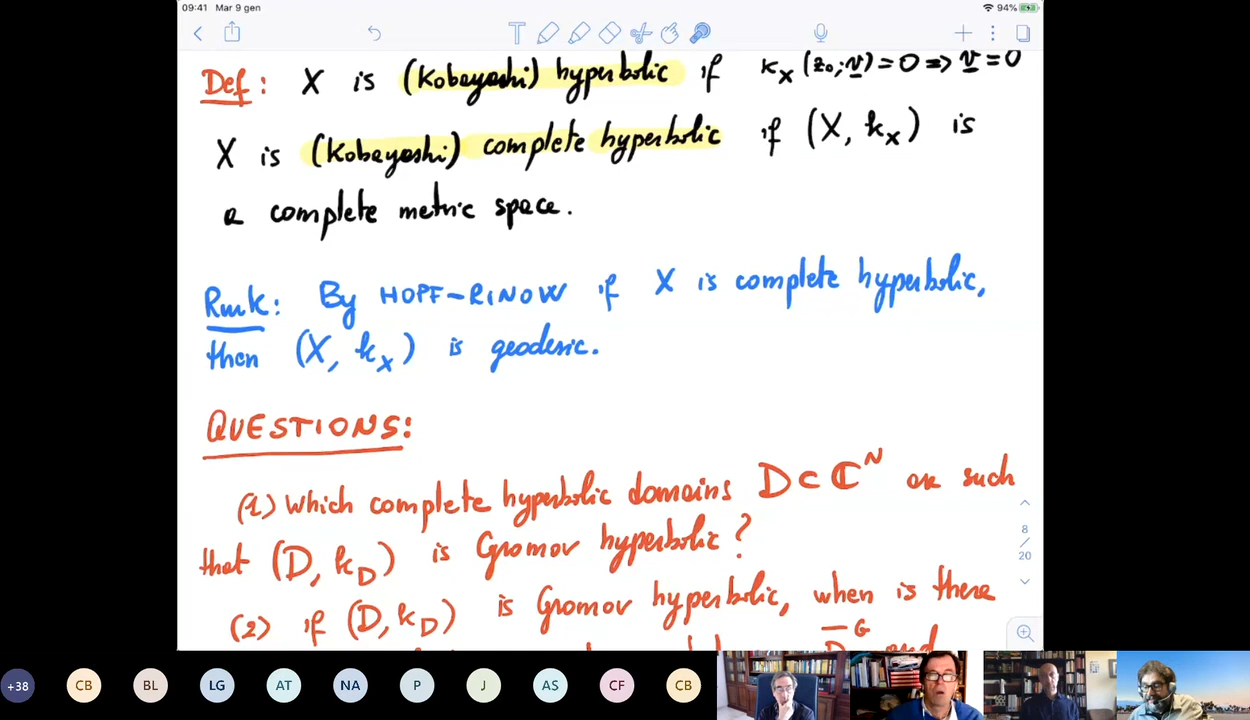 09:41 Mar 9 gen
94%
Def: X is (Kobayashi) hyperbolic if k_X(z_0; v) = 0 => v = 0
X is (Kobayashi) complete hyperbolic if (X, k_X) is
a complete metric space.
Rmk: By HOPF-RINOW if X is complete hyperbolic,
then (X, k_X) is geodesic.
QUESTIONS:
(1) Which complete hyperbolic domains D ⊂ ℂ^N are such
that (D, k_D) is Gromov hyperbolic?
(2) if (D, k_D) is Gromov hyperbolic, when is there
D̅^G and
8
/
20
+38 CB BL LG AT NA P J AS CF CB